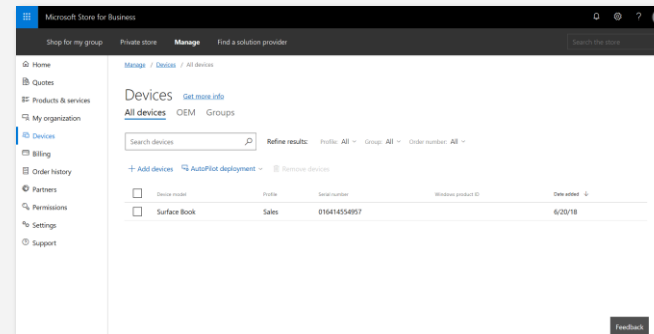 Microsoft Store for Business
?
Shop for my group Private store Manage Find a solution provider Search the store
Home
Quotes
Products & services
My organization
Devices
Billing
Order history
Partners
Permissions
Settings
Support
Manage / Devices / All devices
Devices Get more info
All devices OEM Groups
Search devices Refine results: Profile: All Group: All Order number: All
+ Add devices AutoPilot deployment Remove devices
Device model Profile Serial number Windows product ID Date added ↓
Surface Book Sales 016414554957 6/20/18
Feedback